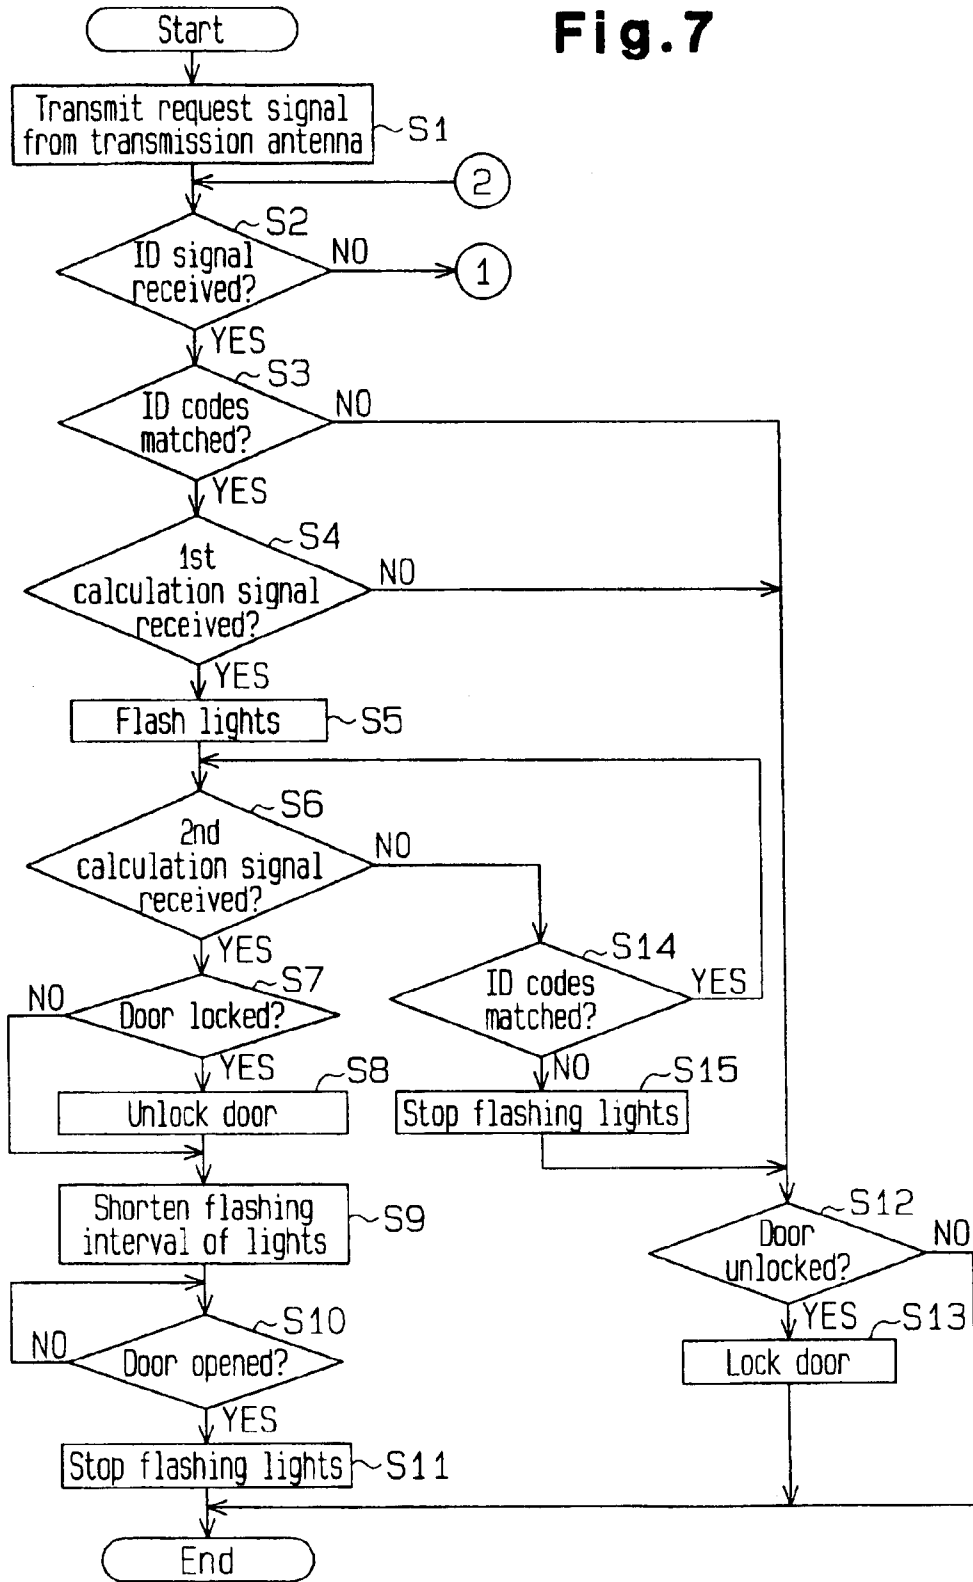 Fig.7
Start
Transmit request signal
from transmission antenna
S1
2
S2
ID signal
received?
NO
1
YES
S3
ID codes
matched?
NO
YES
S4
1st
calculation signal
received?
NO
YES
Flash lights
S5
S6
2nd
calculation signal
received?
NO
YES
S14
ID codes
matched?
YES
NO
S7
Door locked?
NO
YES
S8
Unlock door
S15
Stop flashing lights
Shorten flashing
interval of lights
S9
S12
Door
unlocked?
NO
YES
S13
Lock door
S10
Door opened?
NO
YES
Stop flashing lights
S11
End